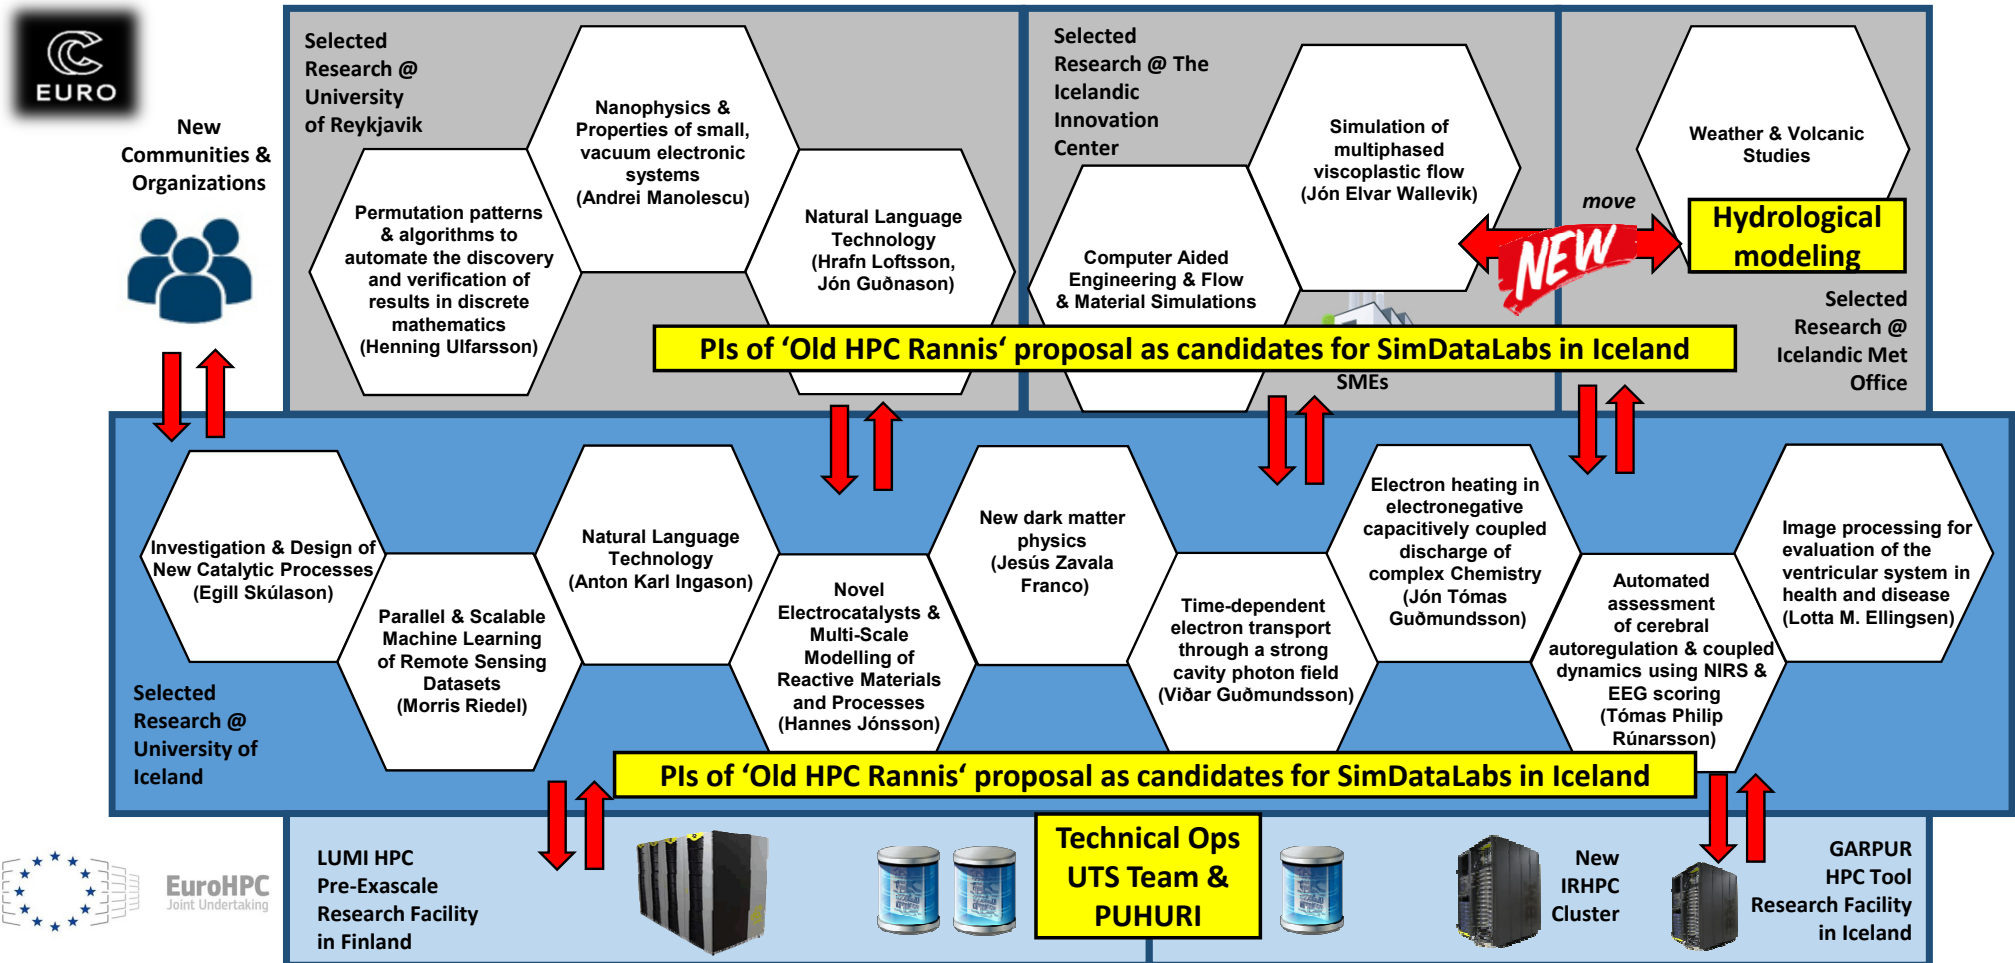 EURO
New
Communities &
Organizations
Selected
Research @
University
of Reykjavik
Permutation patterns
& algorithms to
automate the discovery
and verification of
results in discrete
mathematics
(Henning Ulfarsson)
Nanophysics &
Properties of small,
vacuum electronic
systems
(Andrei Manolescu)
Natural Language
Technology
(Hrafn Loftsson,
Jón Guðnason)
Selected
Research @ The
Icelandic
Innovation
Center
Computer Aided
Engineering & Flow
& Material Simulations
Simulation of
multiphased
viscoplastic flow
(Jón Elvar Wallevik)
move
NEW
Weather & Volcanic
Studies
Hydrological
modeling
Selected
Research @
Icelandic Met
Office
PIs of ‘Old HPC Rannis‘ proposal as candidates for SimDataLabs in Iceland
SMEs
Investigation & Design of
New Catalytic Processes
(Egill Skúlason)
Parallel & Scalable
Machine Learning
of Remote Sensing
Datasets
(Morris Riedel)
Natural Language
Technology
(Anton Karl Ingason)
Novel
Electrocatalysts &
Multi-Scale
Modelling of
Reactive Materials
and Processes
(Hannes Jónsson)
New dark matter
physics
(Jesús Zavala
Franco)
Time-dependent
electron transport
through a strong
cavity photon field
(Viðar Guðmundsson)
Electron heating in
electronegative
capacitively coupled
discharge of
complex Chemistry
(Jón Tómas
Guðmundsson)
Automated
assessment
of cerebral
autoregulation & coupled
dynamics using NIRS &
EEG scoring
(Tómas Philip
Rúnarsson)
Image processing for
evaluation of the
ventricular system in
health and disease
(Lotta M. Ellingsen)
Selected
Research @
University of
Iceland
PIs of ‘Old HPC Rannis‘ proposal as candidates for SimDataLabs in Iceland
EuroHPC
Joint Undertaking
LUMI HPC
Pre-Exascale
Research Facility
in Finland
Technical Ops
UTS Team &
PUHURI
New
IRHPC
Cluster
GARPUR
HPC Tool
Research Facility
in Iceland